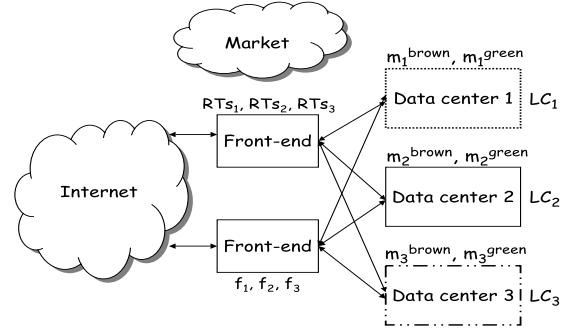 Market
m₁ᵇʳᵒʷⁿ, m₁ᵍʳᵉᵉⁿ
Data center 1
LC₁
RTs₁, RTs₂, RTs₃
Front-end
m₂ᵇʳᵒʷⁿ, m₂ᵍʳᵉᵉⁿ
Internet
Data center 2
LC₂
Front-end
f₁, f₂, f₃
m₃ᵇʳᵒʷⁿ, m₃ᵍʳᵉᵉⁿ
Data center 3
LC₃